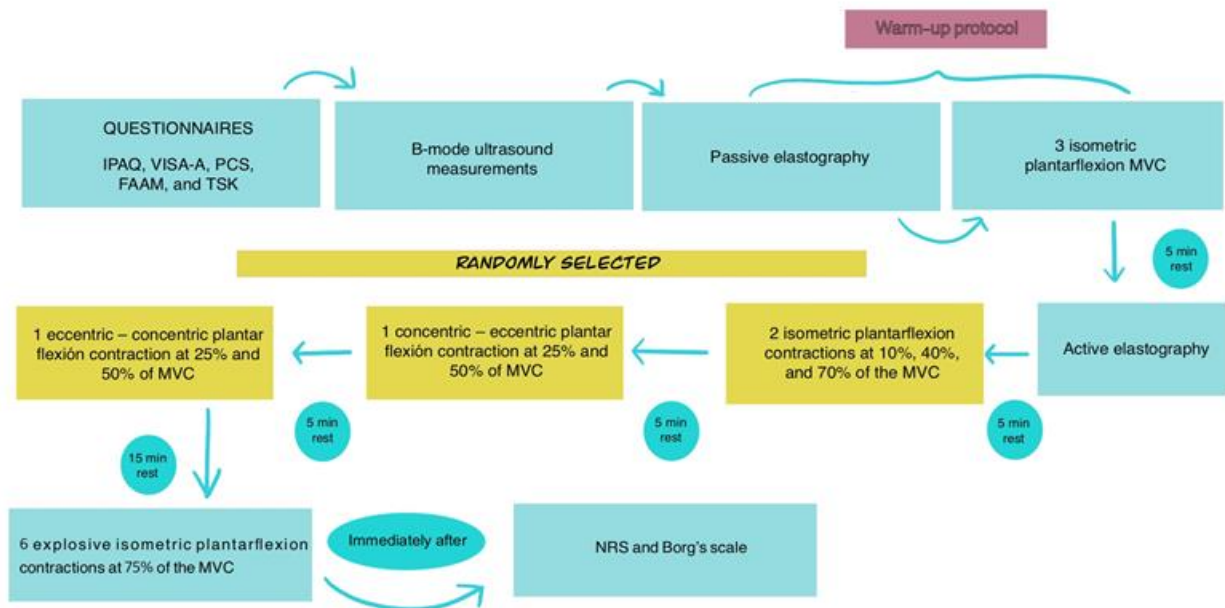 Warm-up protocol
QUESTIONNAIRES
IPAQ, VISA-A, PCS,
FAAM, and TSK
B-mode ultrasound
measurements
Passive elastography
3 isometric
plantarflexion MVC
5 min
rest
RANDOMLY SELECTED
1 eccentric – concentric plantar
flexión contraction at 25% and
50% of MVC
1 concentric – eccentric plantar
flexión contraction at 25% and
50% of MVC
2 isometric plantarflexion
contractions at 10%, 40%,
and 70% of the MVC
Active elastography
15 min
rest
5 min
rest
5 min
rest
5 min
rest
6 explosive isometric plantarflexion
contractions at 75% of the MVC
Immediately after
NRS and Borg's scale